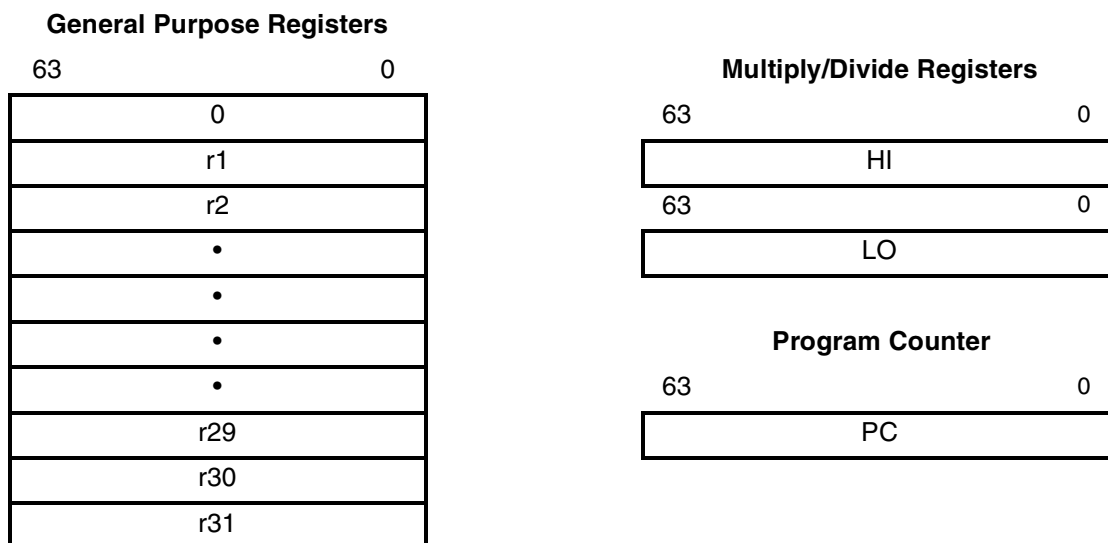 General Purpose Registers
63 0
0
r1
r2
•
•
•
•
r29
r30
r31
Multiply/Divide Registers
63 0
HI
63 0
LO
Program Counter
63 0
PC